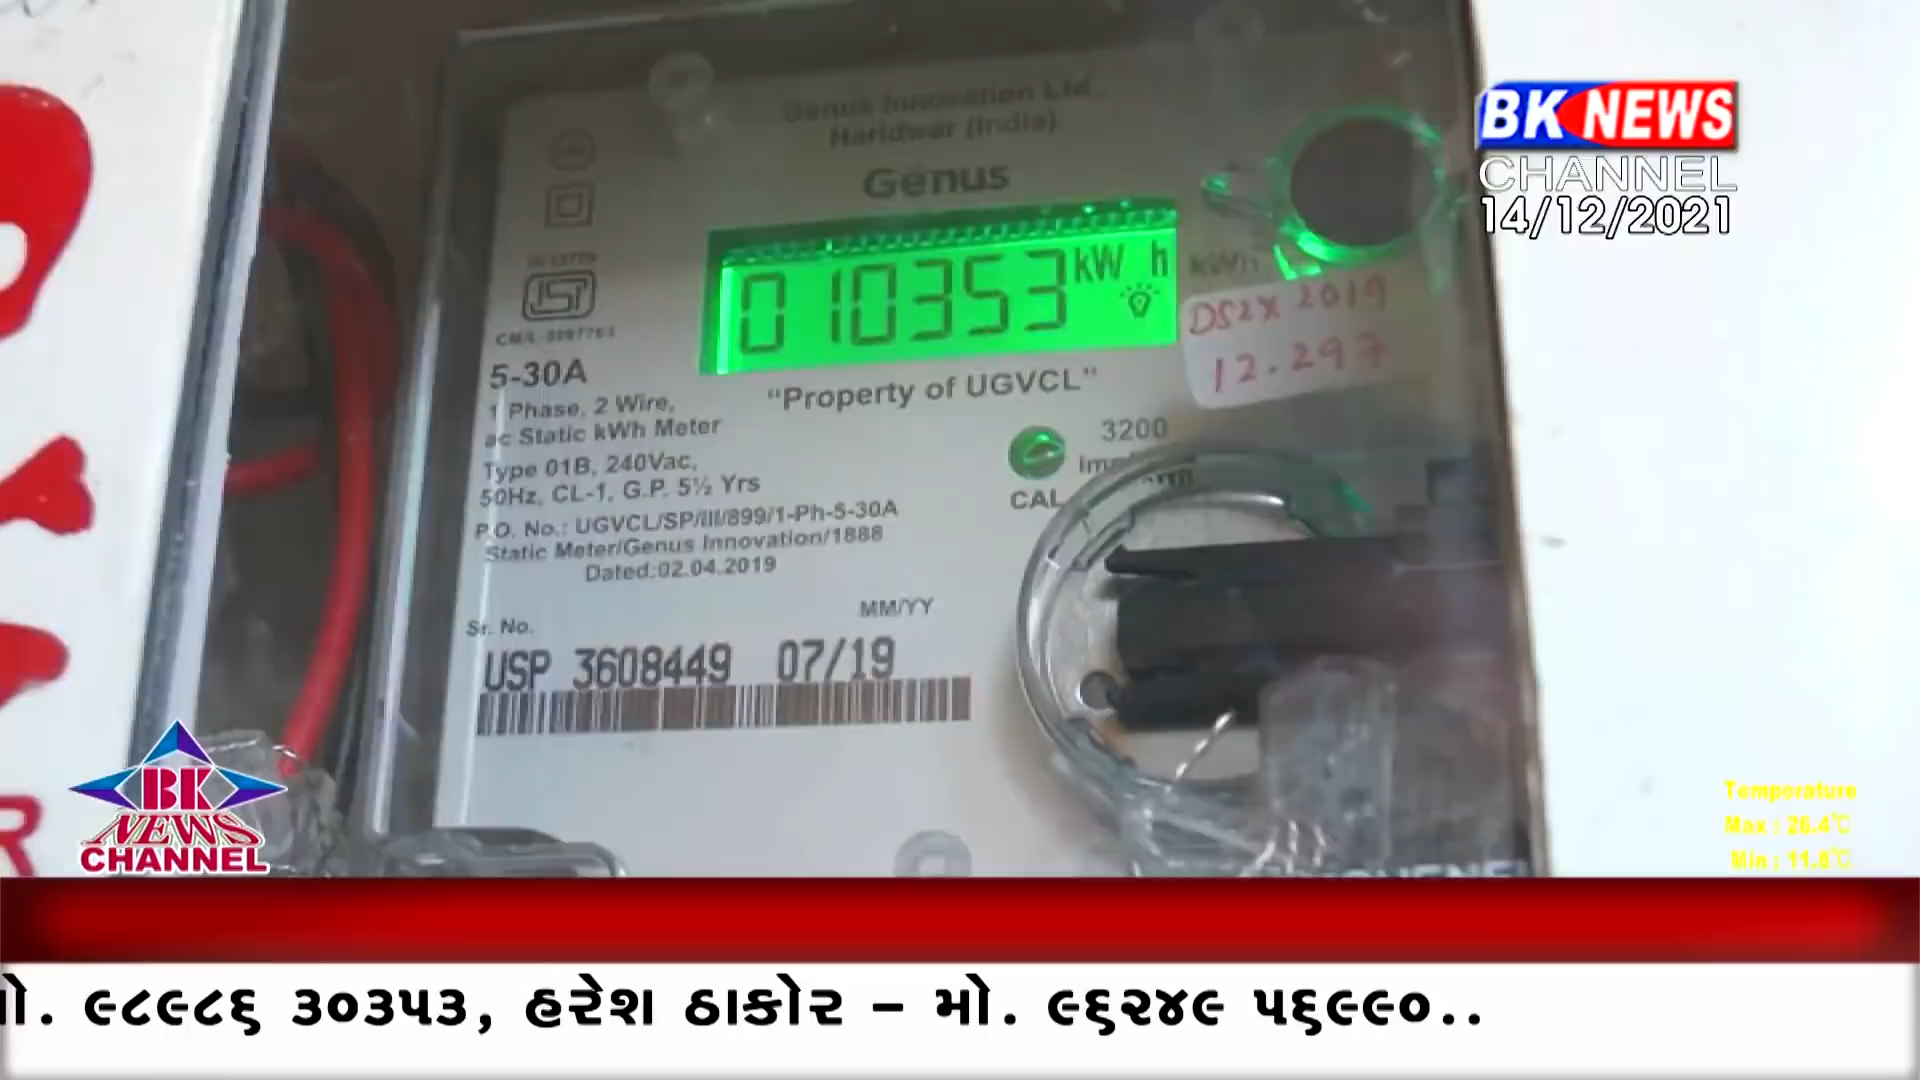 Genus Innovation Ltd.
Haridwar (India)
Genus
BK NEWS
CHANNEL
14/12/2021
010353 kW h
kWh
DS2X 2019
12.297
5-30A
1 Phase, 2 Wire,
ac Static kWh Meter
Type 01B, 240Vac,
50Hz, CL-1, G.P. 5½ Yrs
P.O. No.: UGVCL/SP/III/899/1-Ph-5-30A
Static Meter/Genus Innovation/1888
Dated:02.04.2019
"Property of UGVCL"
3200
CAL
MM/YY
Sr. No.
USP 3608449 07/19
Temporature
Max : 26.4℃
Min : 11.8℃
BK
NEWS
CHANNEL
R
મો. ૯૮૯૮૬ ૩૦૩૫૩, હરેશ ઠાકોર – મો. ૯૬૨૪૯ ૫૬૯૯૦..